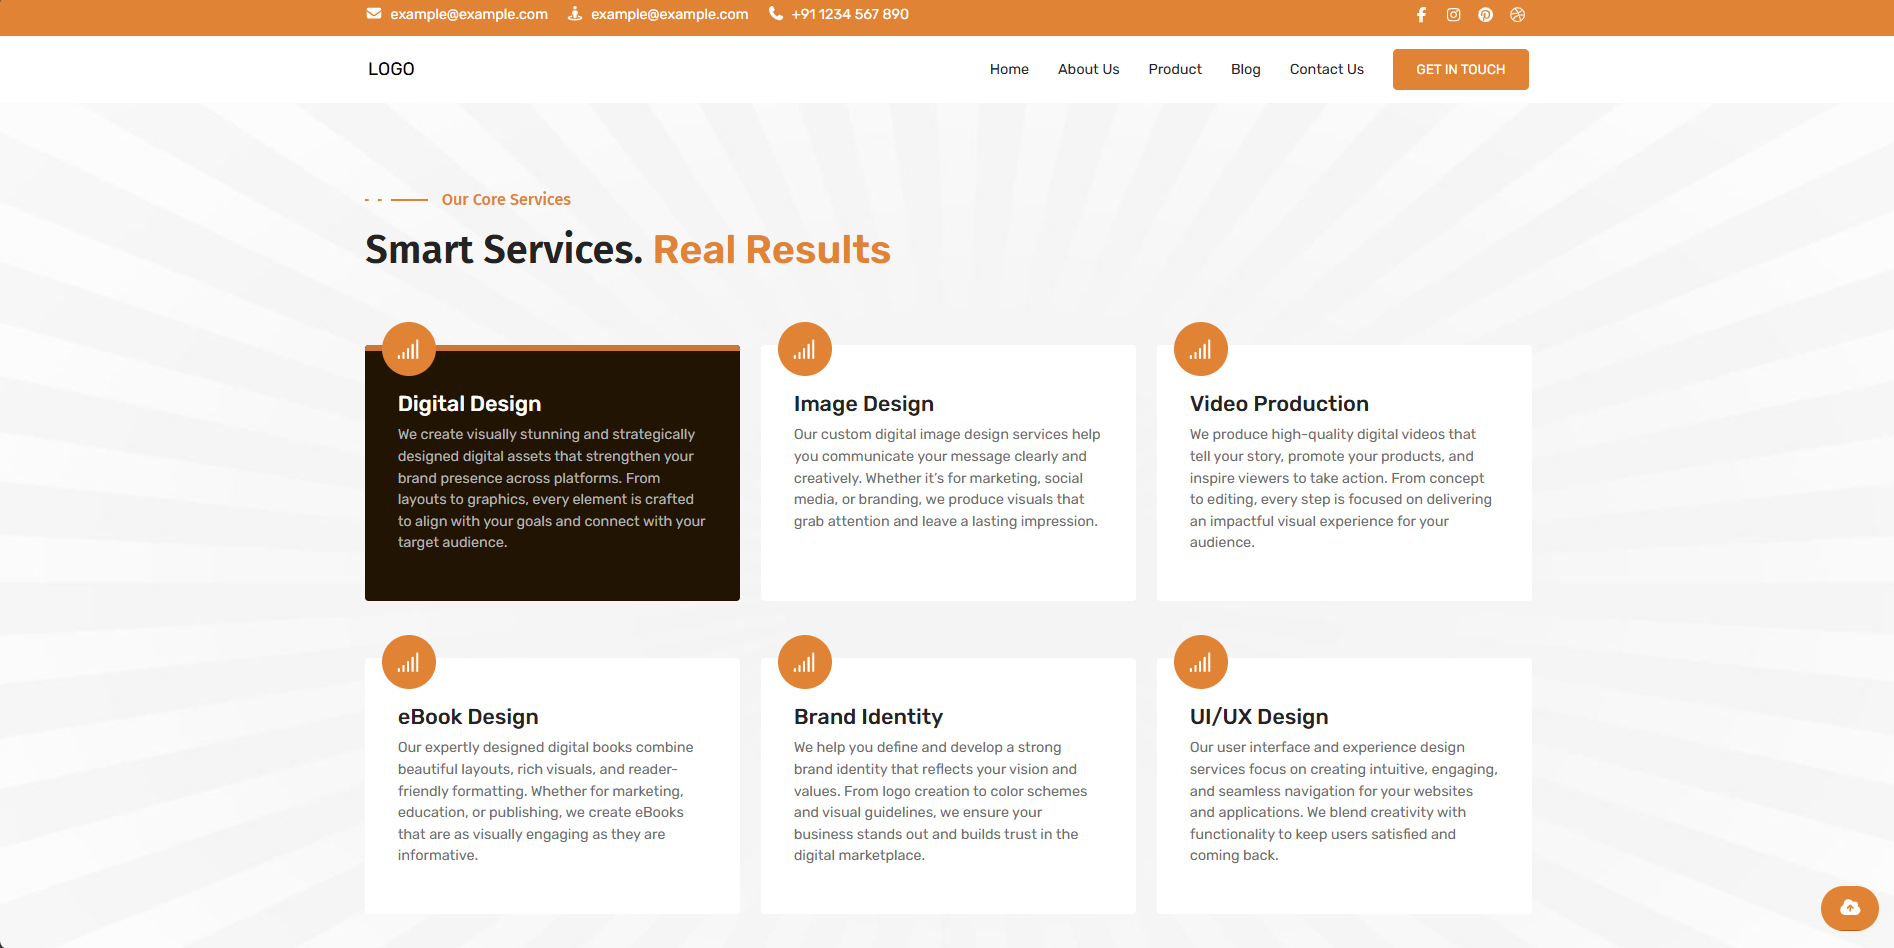 example@example.com example@example.com +91 1234 567 890
LOGO Home About Us Product Blog Contact Us GET IN TOUCH
Our Core Services
Smart Services. Real Results
Digital Design
We create visually stunning and strategically
designed digital assets that strengthen your
brand presence across platforms. From
layouts to graphics, every element is crafted
to align with your goals and connect with your
target audience.
Image Design
Our custom digital image design services help
you communicate your message clearly and
creatively. Whether it’s for marketing, social
media, or branding, we produce visuals that
grab attention and leave a lasting impression.
Video Production
We produce high-quality digital videos that
tell your story, promote your products, and
inspire viewers to take action. From concept
to editing, every step is focused on delivering
an impactful visual experience for your
audience.
eBook Design
Our expertly designed digital books combine
beautiful layouts, rich visuals, and reader-
friendly formatting. Whether for marketing,
education, or publishing, we create eBooks
that are as visually engaging as they are
informative.
Brand Identity
We help you define and develop a strong
brand identity that reflects your vision and
values. From logo creation to color schemes
and visual guidelines, we ensure your
business stands out and builds trust in the
digital marketplace.
UI/UX Design
Our user interface and experience design
services focus on creating intuitive, engaging,
and seamless navigation for your websites
and applications. We blend creativity with
functionality to keep users satisfied and
coming back.